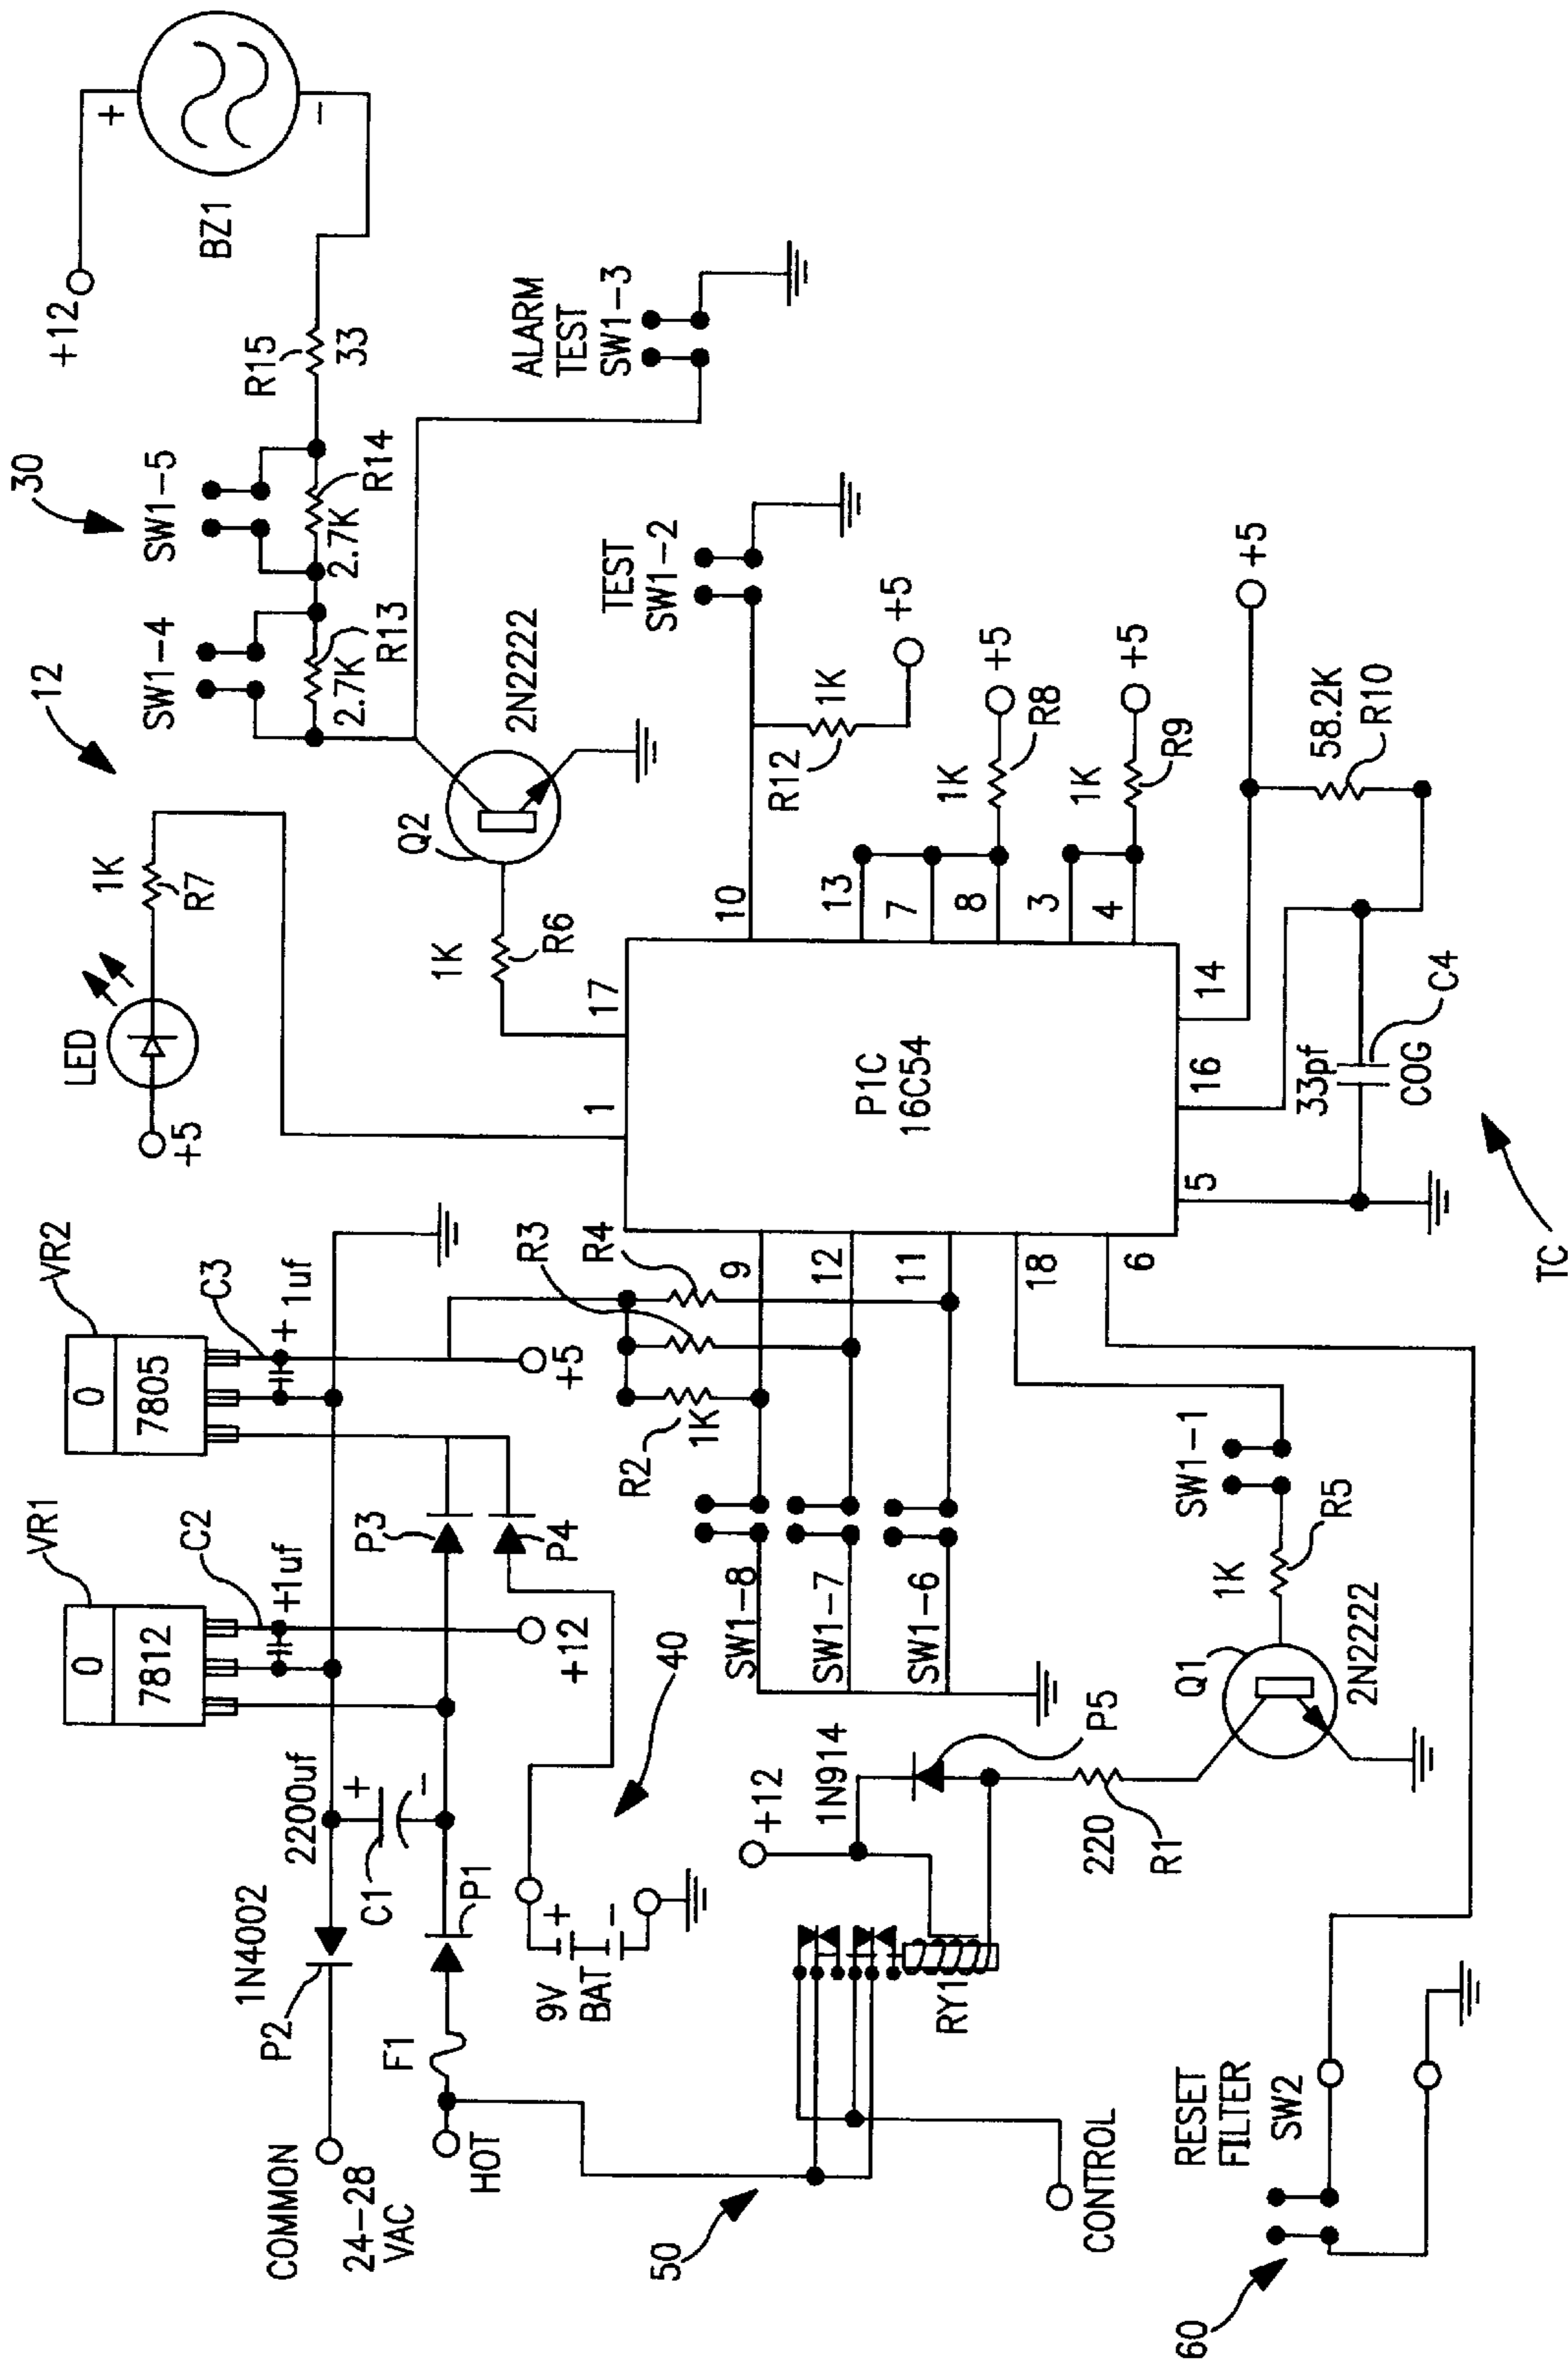 30
12
+12
+
−
BZ1
R15
33
SW1−5
R14
2.7K
SW1−4
R13
2.7K
ALARM
TEST
SW1−3
2N2222
Q2
1K
R6
LED
+5
1K
R7
TEST
SW1−2
R12
1K
+5
1K
R8
+5
1K
R9
+5
+5
58.2K
R10
1
17
10
13
7
8
3
4
14
16
5
9
12
11
18
6
P1C
16C54
33pf
COG
C4
TC
VR2
0
7805
C3
+ 1uf
+5
VR1
0
7812
C2
+1uf
+12
P3
P4
2200uf
+
−
C1
1N4002
P2
P1
F1
COMMON
24−28
VAC
HOT
9V
BAT
+
−
40
R3
R4
R2
1K
SW1−8
SW1−7
SW1−6
SW1−1
1K
R5
Q1
2N2222
+12
1N914
P5
220
R1
RY1
50
CONTROL
RESET
FILTER
SW2
60